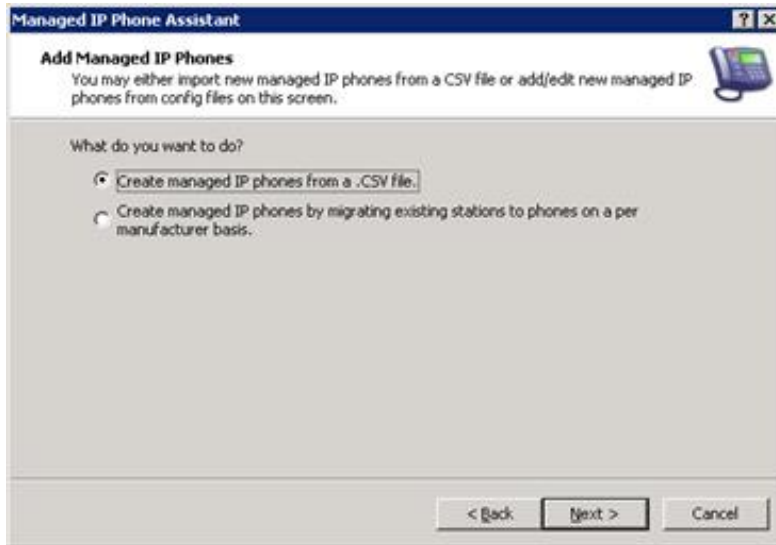 Managed IP Phone Assistant
Add Managed IP Phones
You may either import new managed IP phones from a CSV file or add/edit new managed IP
phones from config files on this screen.
What do you want to do?
Create managed IP phones from a .CSV file.
Create managed IP phones by migrating existing stations to phones on a per
manufacturer basis.
< Back
Next >
Cancel